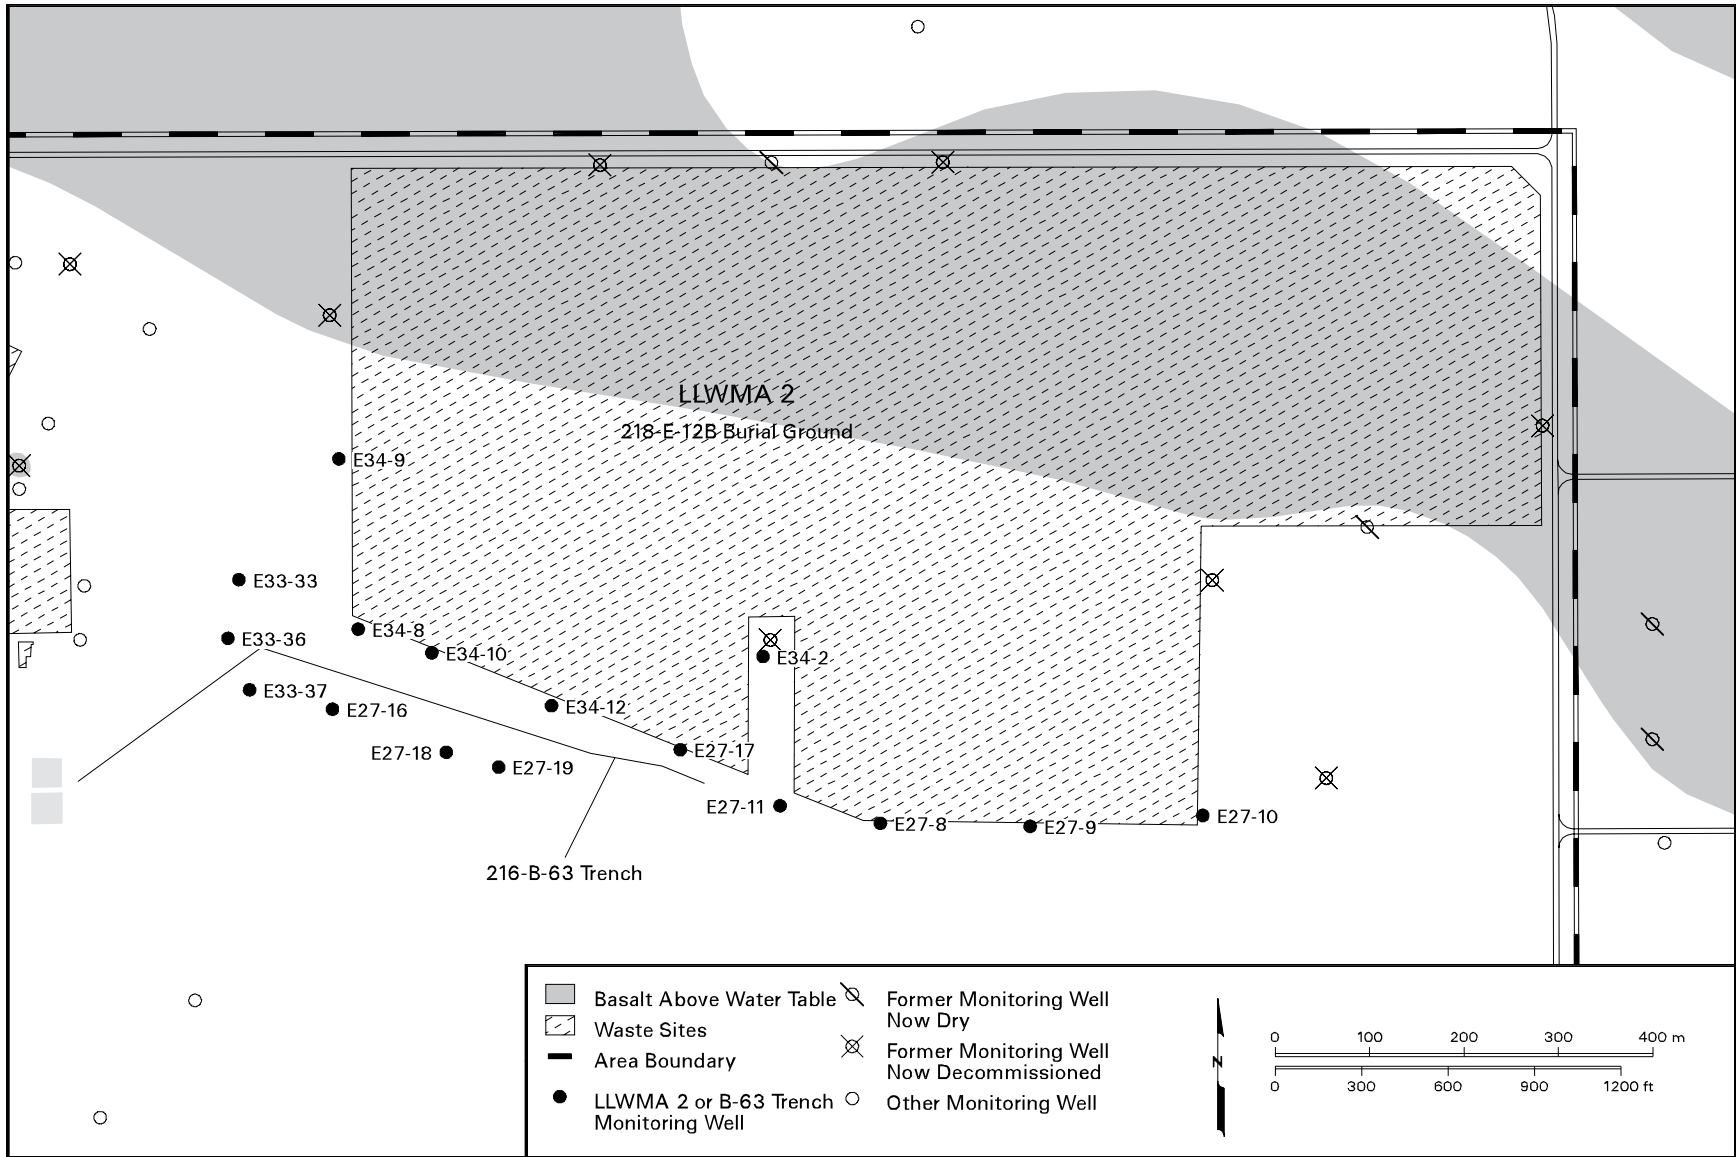 LLWMA 2
218-E-12B Burial Ground
E34-9
E33-33
E33-36
E34-8
E34-10
E34-2
E33-37
E27-16
E34-12
E27-18
E27-19
E27-17
E27-11
E27-8
E27-9
E27-10
216-B-63 Trench
Basalt Above Water Table
Waste Sites
Area Boundary
LLWMA 2 or B-63 Trench
Monitoring Well
Former Monitoring Well
Now Dry
Former Monitoring Well
Now Decommissioned
Other Monitoring Well
N
0 100 200 300 400 m
0 300 600 900 1200 ft